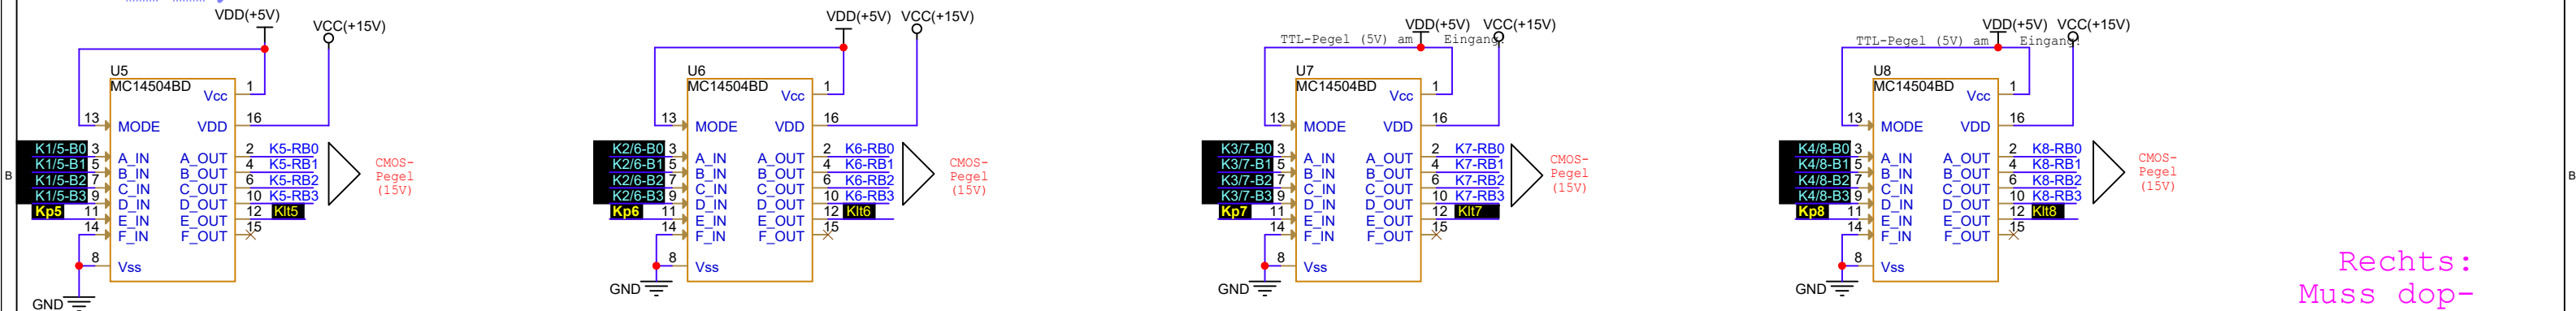 VDD(+5V)
VCC(+15V)
U5
MC14504BD
Vcc 1
13 MODE VDD 16
K1/5-B0 3 A_IN A_OUT 2 K5-RB0
K1/5-B1 5 B_IN B_OUT 4 K5-RB1
K1/5-B2 7 C_IN C_OUT 6 K5-RB2
K1/5-B3 9 D_IN D_OUT 10 K5-RB3
Kp5 11 E_IN E_OUT 12 Klt5
14 F_IN F_OUT 15
8 Vss
GND
CMOS-
Pegel
(15V)
VDD(+5V) VCC(+15V)
U6
MC14504BD
Vcc 1
13 MODE VDD 16
K2/6-B0 3 A_IN A_OUT 2 K6-RB0
K2/6-B1 5 B_IN B_OUT 4 K6-RB1
K2/6-B2 7 C_IN C_OUT 6 K6-RB2
K2/6-B3 9 D_IN D_OUT 10 K6-RB3
Kp6 11 E_IN E_OUT 12 Klt6
14 F_IN F_OUT 15
8 Vss
GND
CMOS-
Pegel
(15V)
VDD(+5V) VCC(+15V)
TTL-Pegel (5V) am Eingang!
U7
MC14504BD
Vcc 1
13 MODE VDD 16
K3/7-B0 3 A_IN A_OUT 2 K7-RB0
K3/7-B1 5 B_IN B_OUT 4 K7-RB1
K3/7-B2 7 C_IN C_OUT 6 K7-RB2
K3/7-B3 9 D_IN D_OUT 10 K7-RB3
Kp7 11 E_IN E_OUT 12 Klt7
14 F_IN F_OUT 15
8 Vss
GND
CMOS-
Pegel
(15V)
VDD(+5V) VCC(+15V)
TTL-Pegel (5V) am Eingang!
U8
MC14504BD
Vcc 1
13 MODE VDD 16
K4/8-B0 3 A_IN A_OUT 2 K8-RB0
K4/8-B1 5 B_IN B_OUT 4 K8-RB1
K4/8-B2 7 C_IN C_OUT 6 K8-RB2
K4/8-B3 9 D_IN D_OUT 10 K8-RB3
Kp8 11 E_IN E_OUT 12 Klt8
14 F_IN F_OUT 15
8 Vss
GND
CMOS-
Pegel
(15V)
B
B
Rechts:
Muss dop-